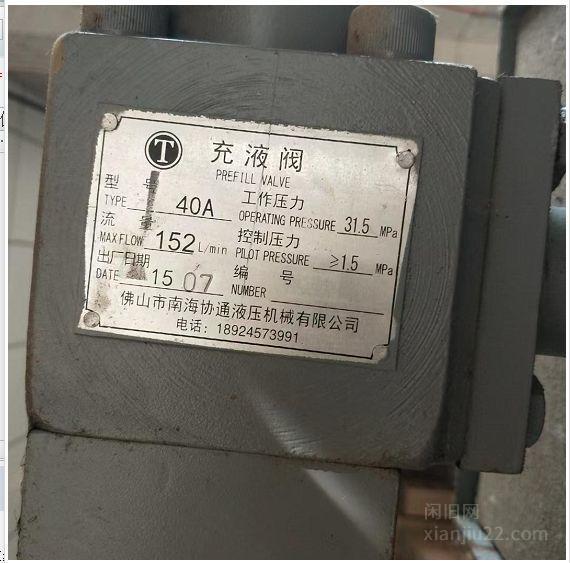 T 充液阀
PREFILL VALVE
型号 工作压力
TYPE 40A OPERATING PRESSURE 31.5 MPa
流量 控制压力
MAX FLOW 152 L/min PILOT PRESSURE ≥1.5 MPa
出厂日期 编号
DATE 15 07 NUMBER
佛山市南海协通液压机械有限公司
电话: 18924573991
闲旧网
xianjiu22.com